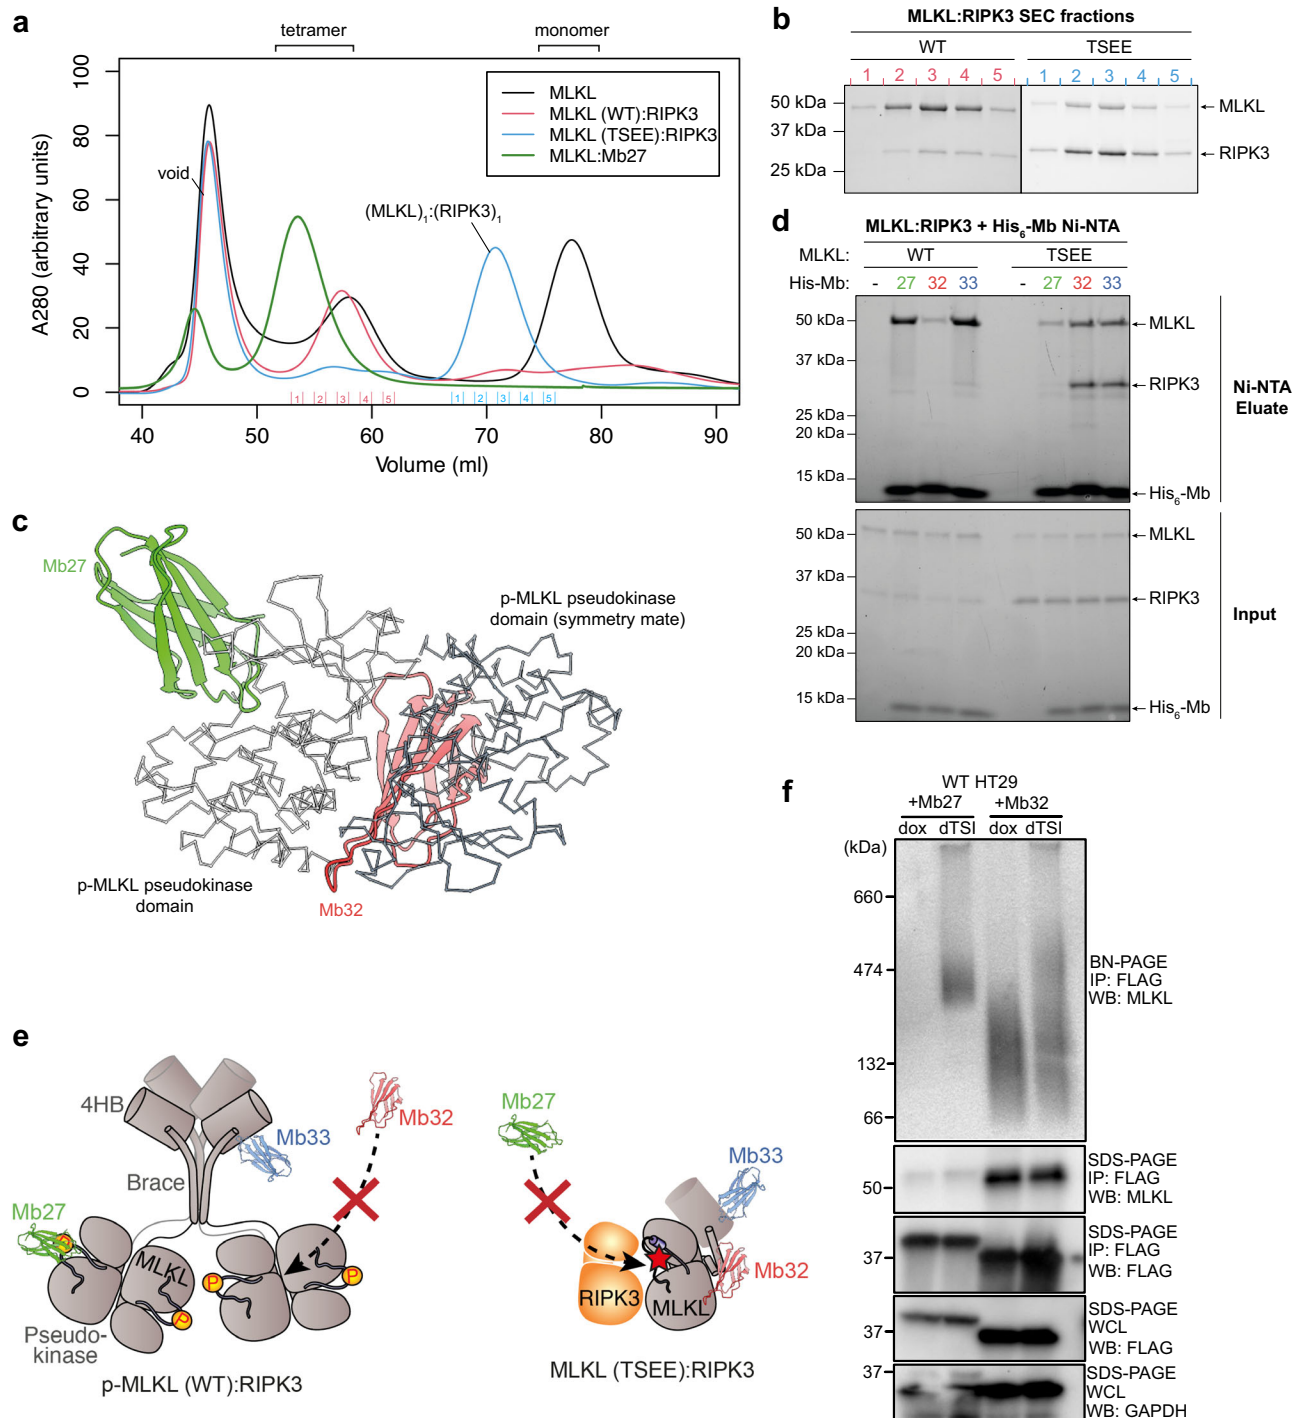 a
tetramer
monomer
A280 (arbitrary units)
100
80
60
40
20
0
void
(MLKL)1:(RIPK3)1
MLKL
MLKL (WT):RIPK3
MLKL (TSEE):RIPK3
MLKL:Mb27
1 2 3 4 5
1 2 3 4 5
40 50 60 70 80 90
Volume (ml)
b
MLKL:RIPK3 SEC fractions
WT TSEE
1 2 3 4 5 1 2 3 4 5
50 kDa
37 kDa
25 kDa
MLKL
RIPK3
c
Mb27
p-MLKL pseudokinase
domain (symmetry mate)
p-MLKL pseudokinase
domain
Mb32
d
MLKL:RIPK3 + His6-Mb Ni-NTA
MLKL: WT TSEE
His-Mb: - 27 32 33 - 27 32 33
50 kDa
37 kDa
25 kDa
20 kDa
15 kDa
MLKL
RIPK3
His6-Mb
Ni-NTA
Eluate
50 kDa
37 kDa
25 kDa
20 kDa
15 kDa
MLKL
RIPK3
His6-Mb
Input
e
4HB
Mb33
Mb32
Brace
Mb27
P
MLKL
P
P
P
Pseudo-
kinase
p-MLKL (WT):RIPK3
Mb27
Mb33
Mb32
RIPK3
MLKL
MLKL (TSEE):RIPK3
f
WT HT29
+Mb27 +Mb32
dox dTSI dox dTSI
(kDa)
660
474
132
66
BN-PAGE
IP: FLAG
WB: MLKL
50
SDS-PAGE
IP: FLAG
WB: MLKL
37
SDS-PAGE
IP: FLAG
WB: FLAG
37
SDS-PAGE
WCL
WB: FLAG
37
SDS-PAGE
WCL
WB: GAPDH